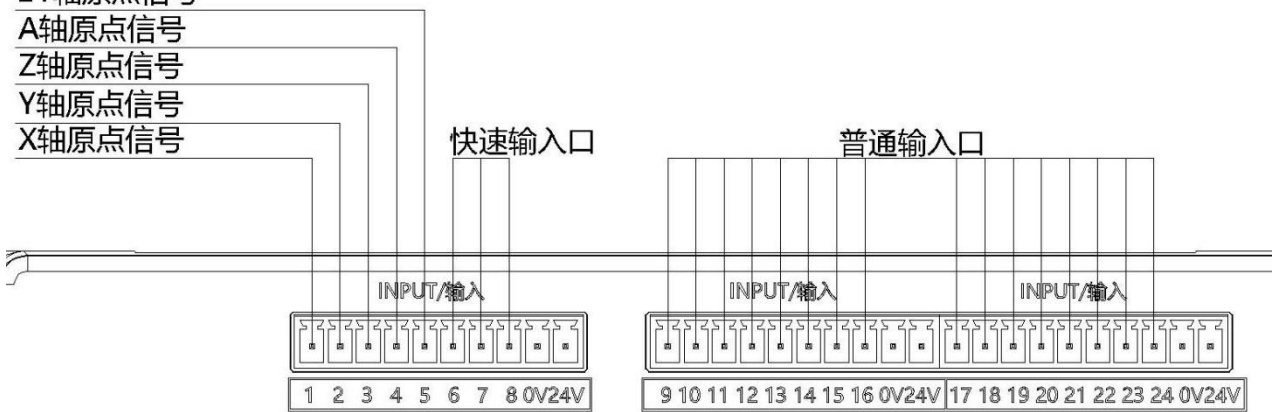 A轴原点信号
Z轴原点信号
Y轴原点信号
X轴原点信号
快速输入口
普通输入口
INPUT/输入
INPUT/输入
INPUT/输入
1 2 3 4 5 6 7 8 0V 24V
9 10 11 12 13 14 15 16 0V 24V
17 18 19 20 21 22 23 24 0V 24V